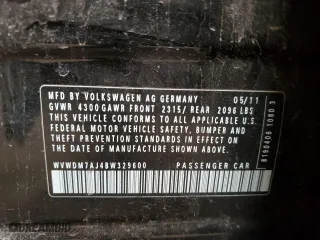 MFD BY VOLKSWAGEN AG GERMANY 05/11
GVWR 4300 GAWR FRONT 2315/ REAR 2096 LBS
THIS VEHICLE CONFORMS TO ALL APPLICABLE U.S.
FEDERAL MOTOR VEHICLE SAFETY, BUMPER AND
THEFT PREVENTION STANDARDS IN EFFECT ON THE
DATE OF MANUFACTURE SHOWN ABOVE.
WVWDM7AJ4BW329600 PASSENGER CAR